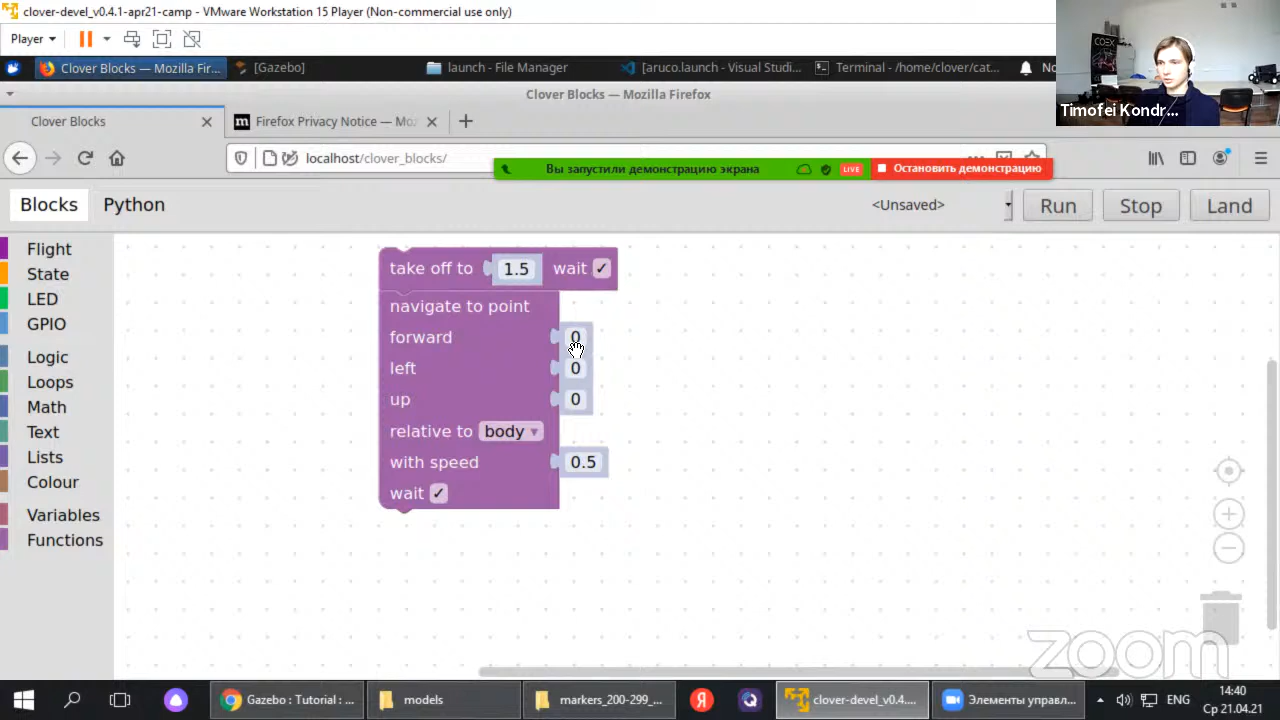 clover-devel_v0.4.1-apr21-camp - VMware Workstation 15 Player (Non-commercial use only)
Player
Clover Blocks — Mozilla Fir...
[Gazebo]
launch - File Manager
[aruco.launch - Visual Studi...
Terminal - /home/clover/cat...
No
COEX
Timofei Kondr...
Clover Blocks — Mozilla Firefox
Clover Blocks
m Firefox Privacy Notice — Moz
localhost/clover_blocks/
Вы запустили демонстрацию экрана
LIVE
Остановить демонстрацию
Blocks
Python
<Unsaved>
Run
Stop
Land
Flight
State
LED
GPIO
Logic
Loops
Math
Text
Lists
Colour
Variables
Functions
take off to 1.5 wait ✓
navigate to point
forward 0
left 0
up 0
relative to body
with speed 0.5
wait ✓
zoom
Gazebo : Tutorial : ...
models
markers_200-299_...
Я
clover-devel_v0.4....
Элементы управл...
ENG
14:40
Ср 21.04.21